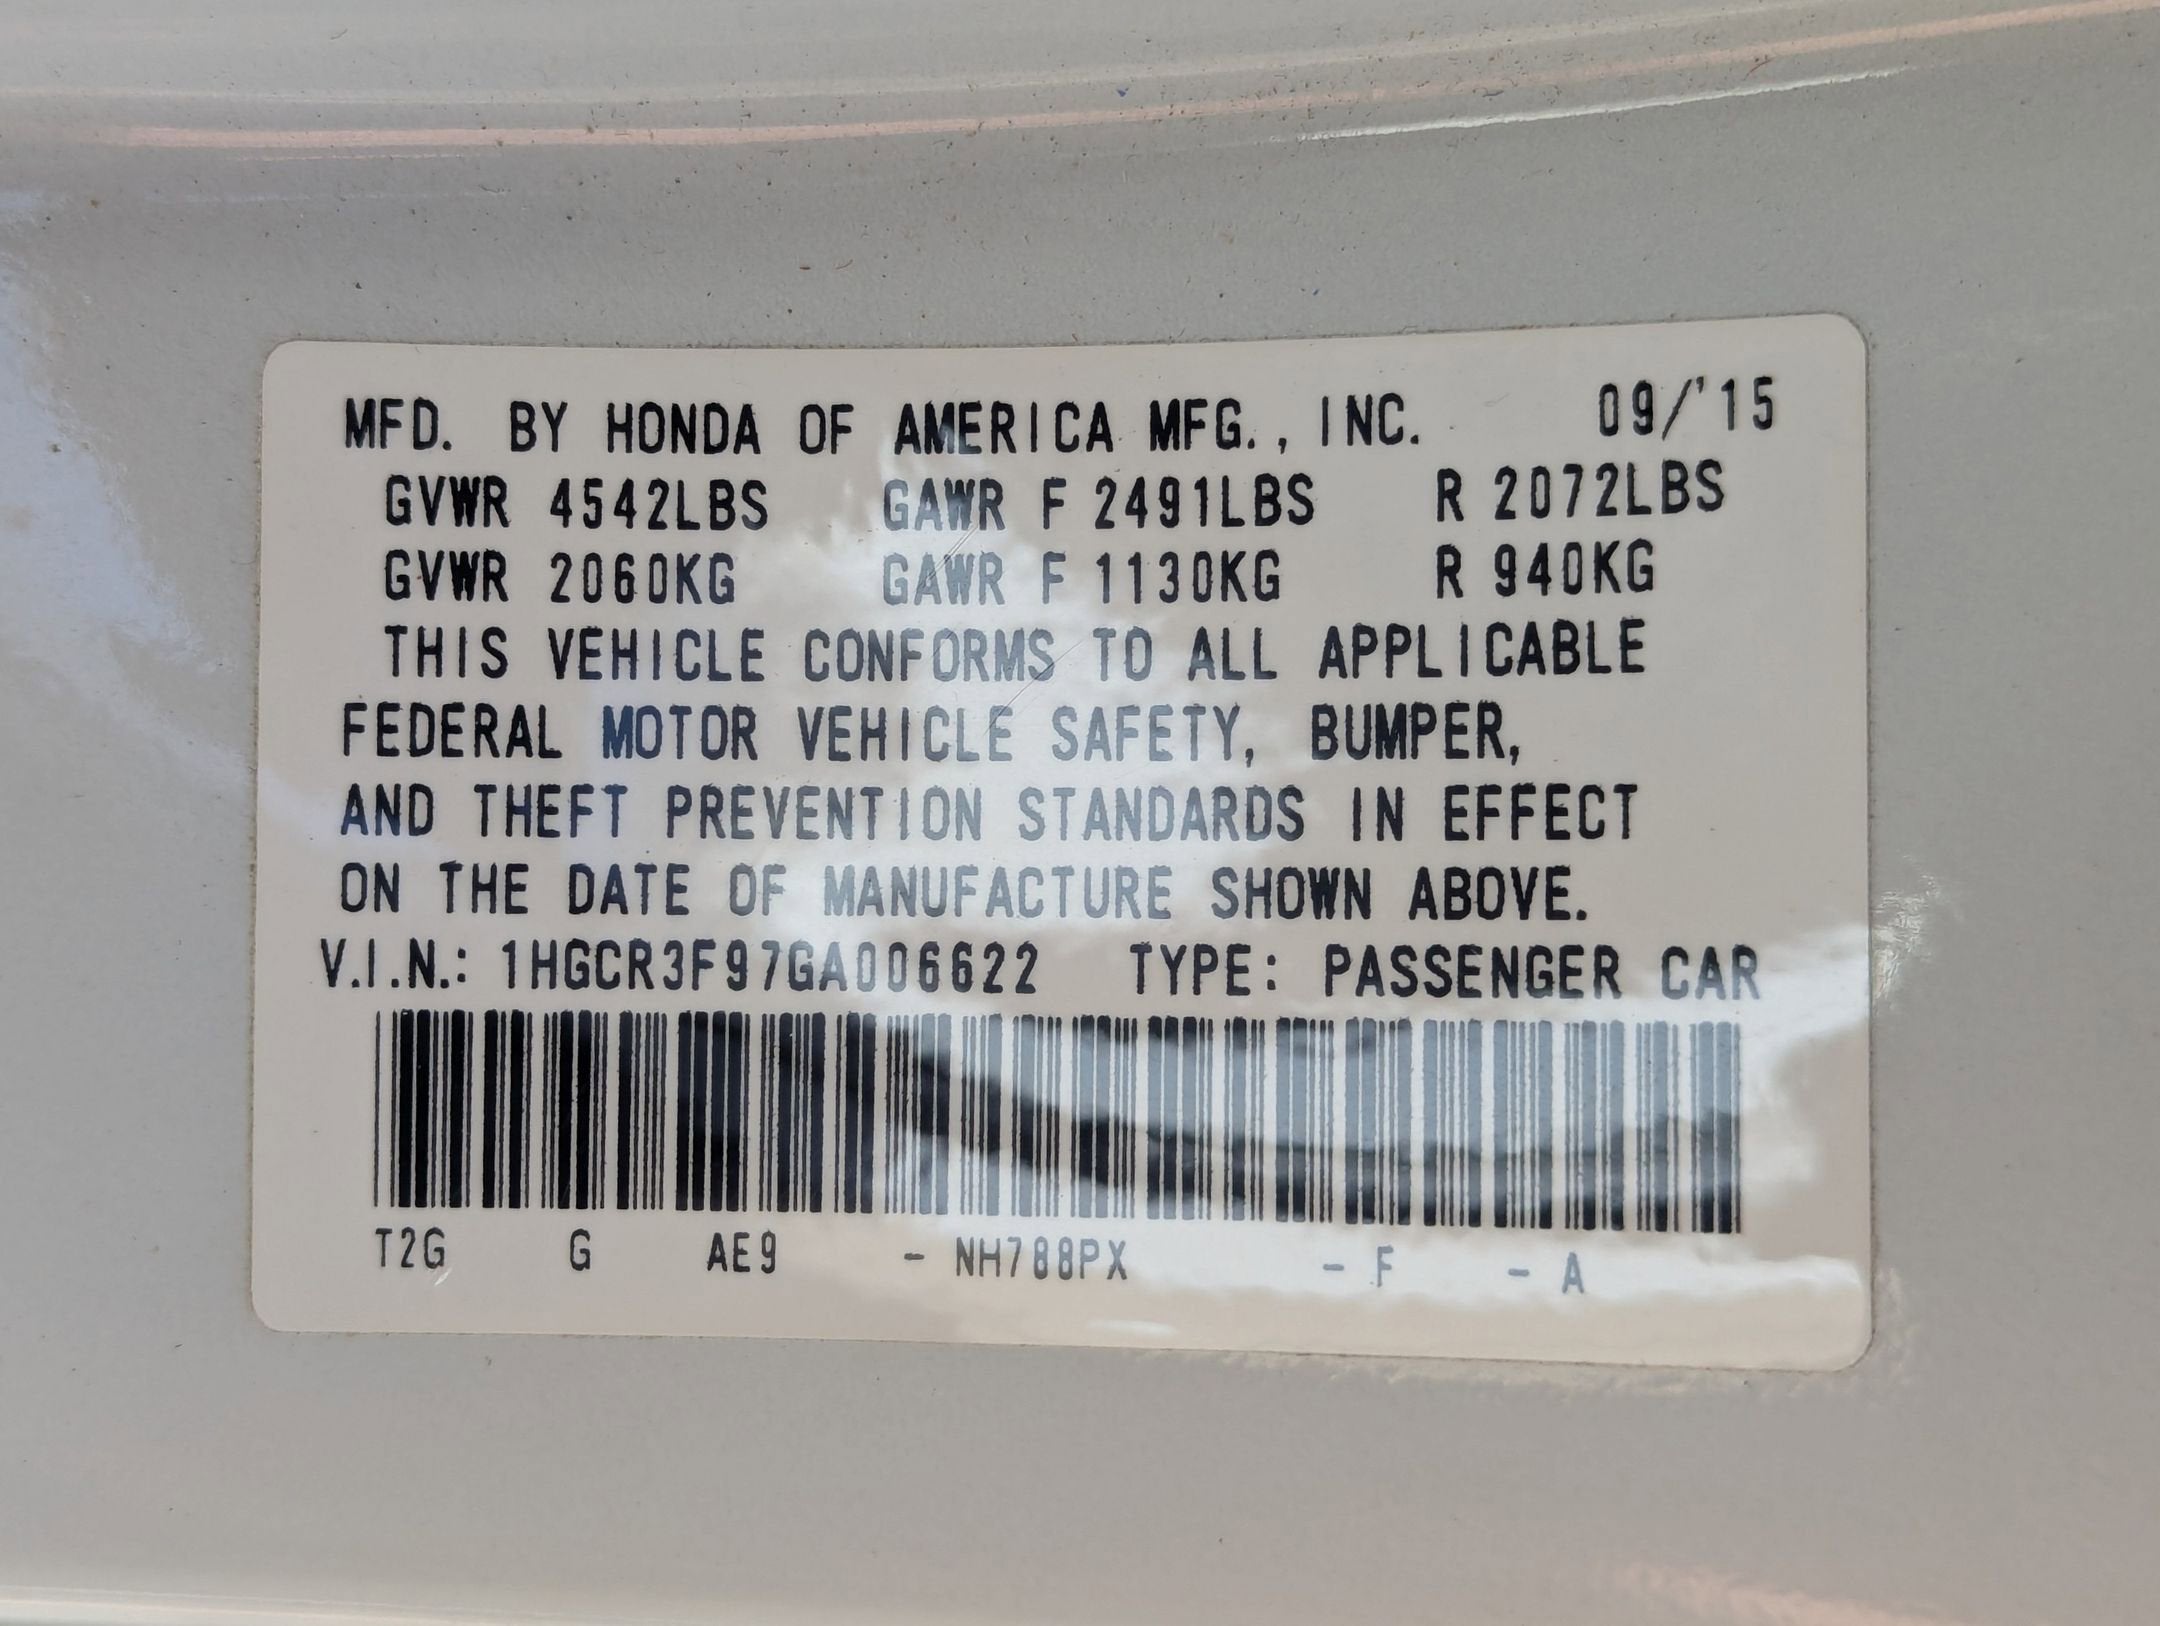 MFD. BY HONDA OF AMERICA MFG., INC. 09/'15
GVWR 4542LBS GAWR F 2491LBS R 2072LBS
GVWR 2060KG GAWR F 1130KG R 940KG
THIS VEHICLE CONFORMS TO ALL APPLICABLE
FEDERAL MOTOR VEHICLE SAFETY, BUMPER,
AND THEFT PREVENTION STANDARDS IN EFFECT
ON THE DATE OF MANUFACTURE SHOWN ABOVE.
V.I.N.: 1HGCR3F97GA006622 TYPE: PASSENGER CAR
T2G G AE9 - NH788PX - F - A